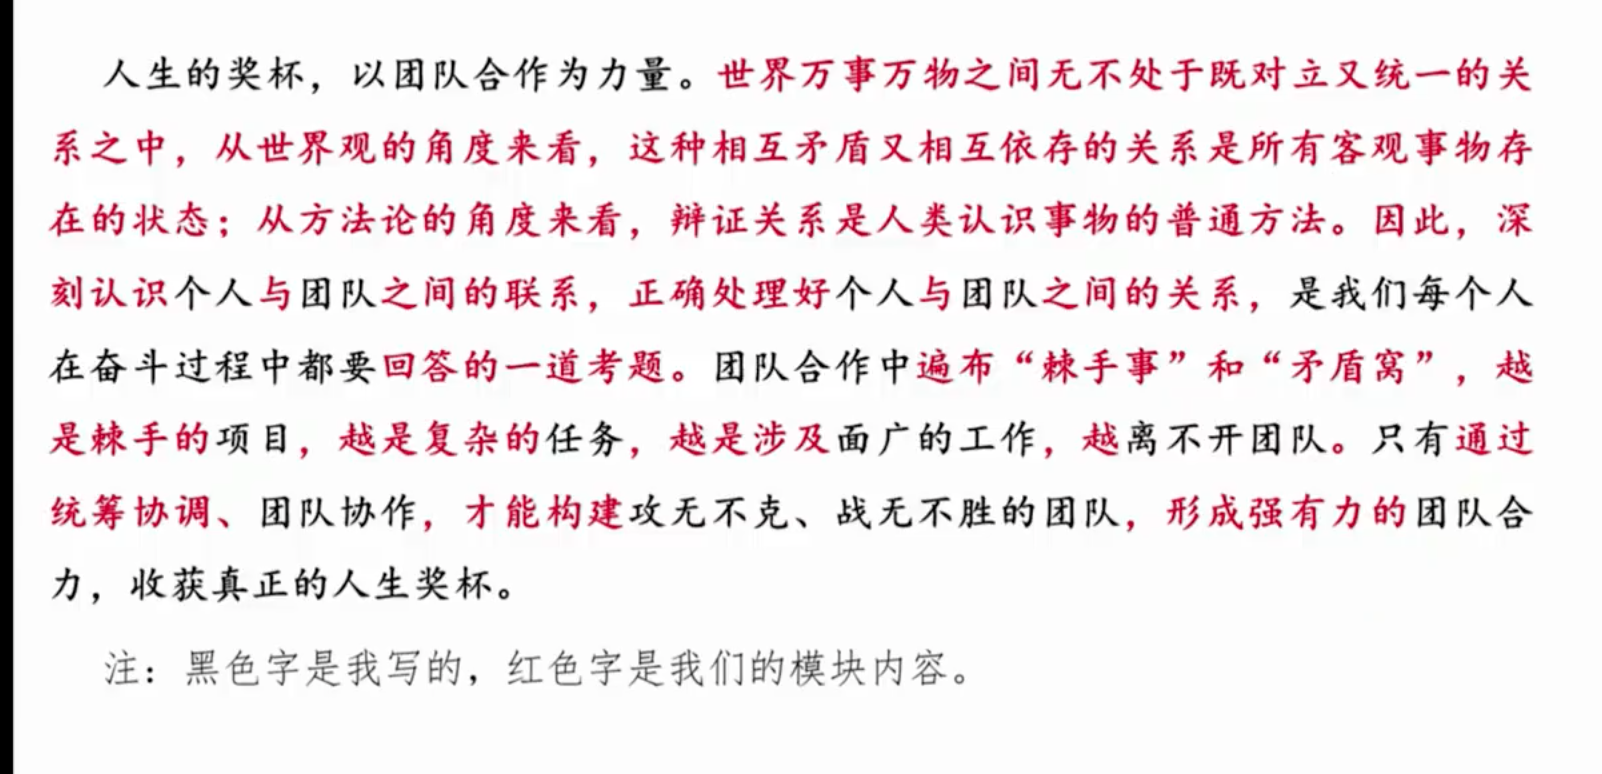 人生的奖杯，以团队合作为力量。世界万事万物之间无不处于既对立又统一的关
系之中，从世界观的角度来看，这种相互矛盾又相互依存的关系是所有客观事物存
在的状态；从方法论的角度来看，辩证关系是人类认识事物的普通方法。因此，深
刻认识个人与团队之间的联系，正确处理好个人与团队之间的关系，是我们每个人
在奋斗过程中都要回答的一道考题。团队合作中遍布“棘手事”和“矛盾窝”，越
是棘手的项目，越是复杂的任务，越是涉及面广的工作，越离不开团队。只有通过
统筹协调、团队协作，才能构建攻无不克、战无不胜的团队，形成强有力的团队合
力，收获真正的人生奖杯。
注：黑色字是我写的，红色字是我们的模块内容。